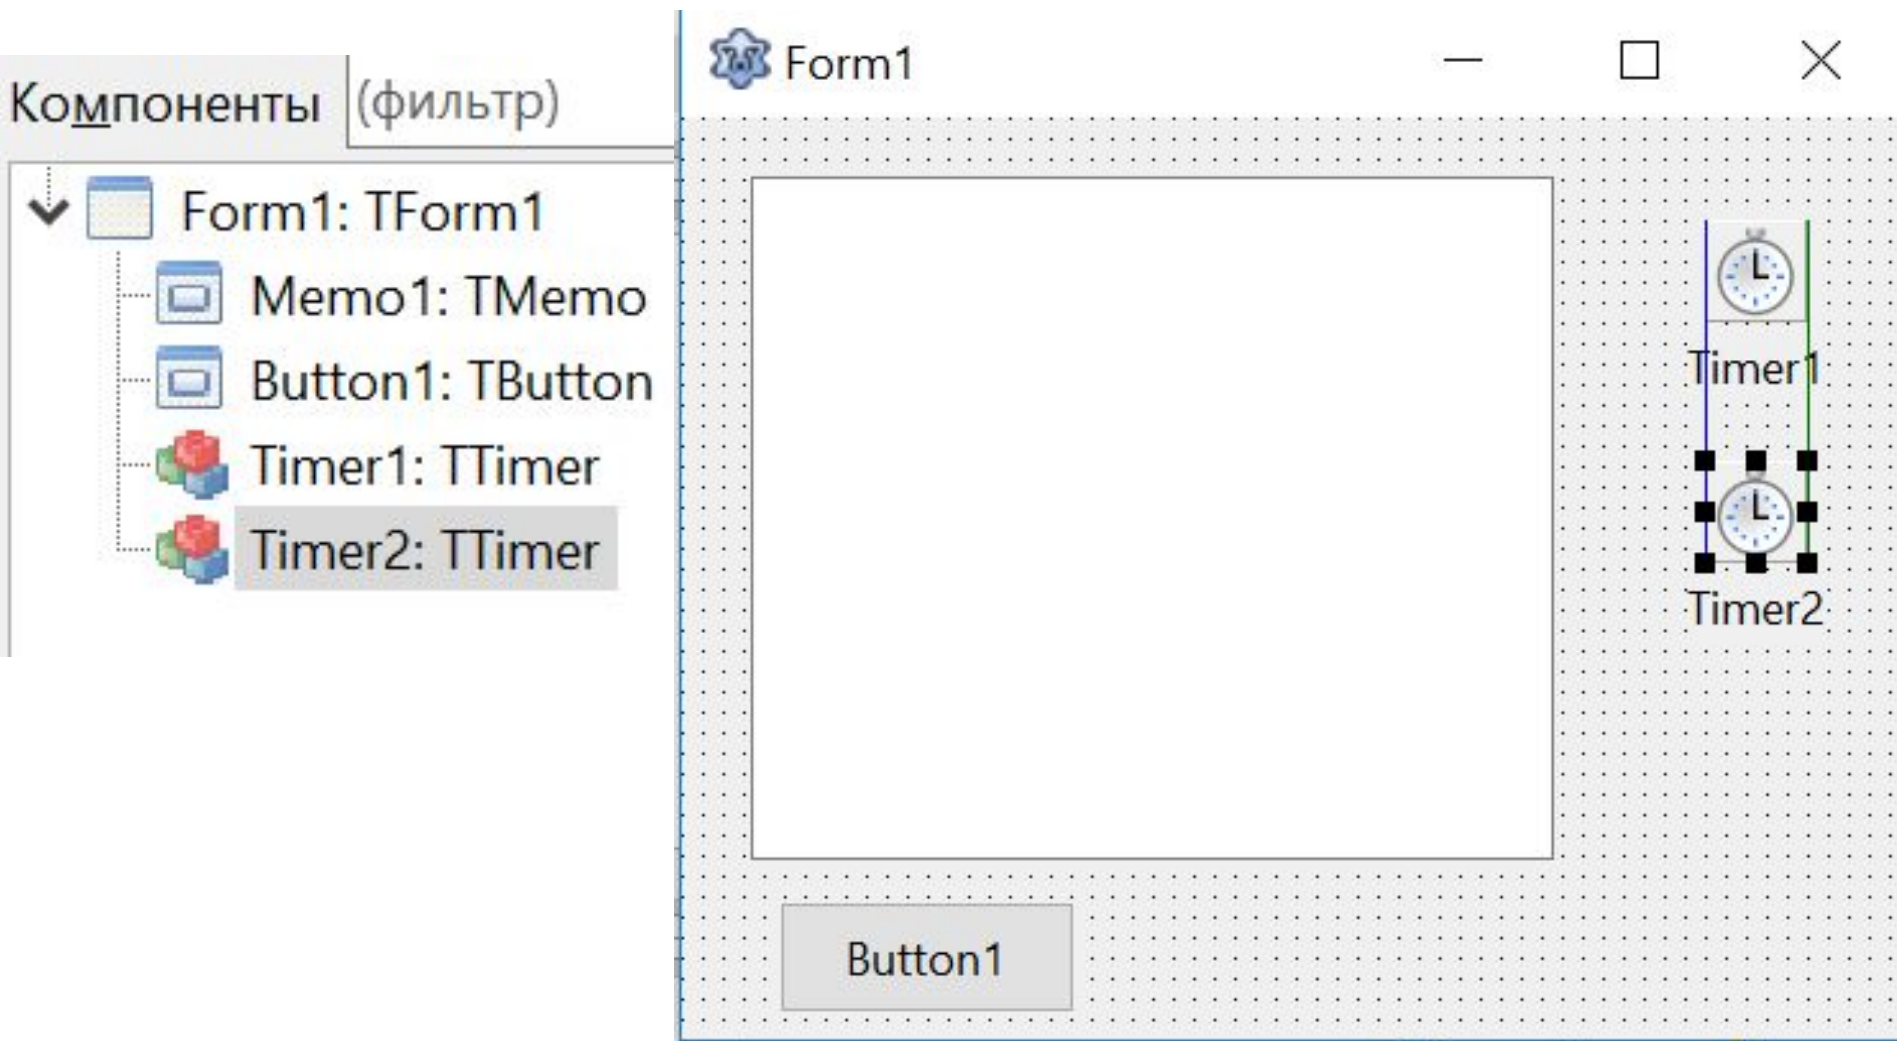 Компоненты (фильтр)
Form1: TForm1
Memo1: TMemo
Button1: TButton
Timer1: TTimer
Timer2: TTimer
Form1
Timer1
Timer2
Button1